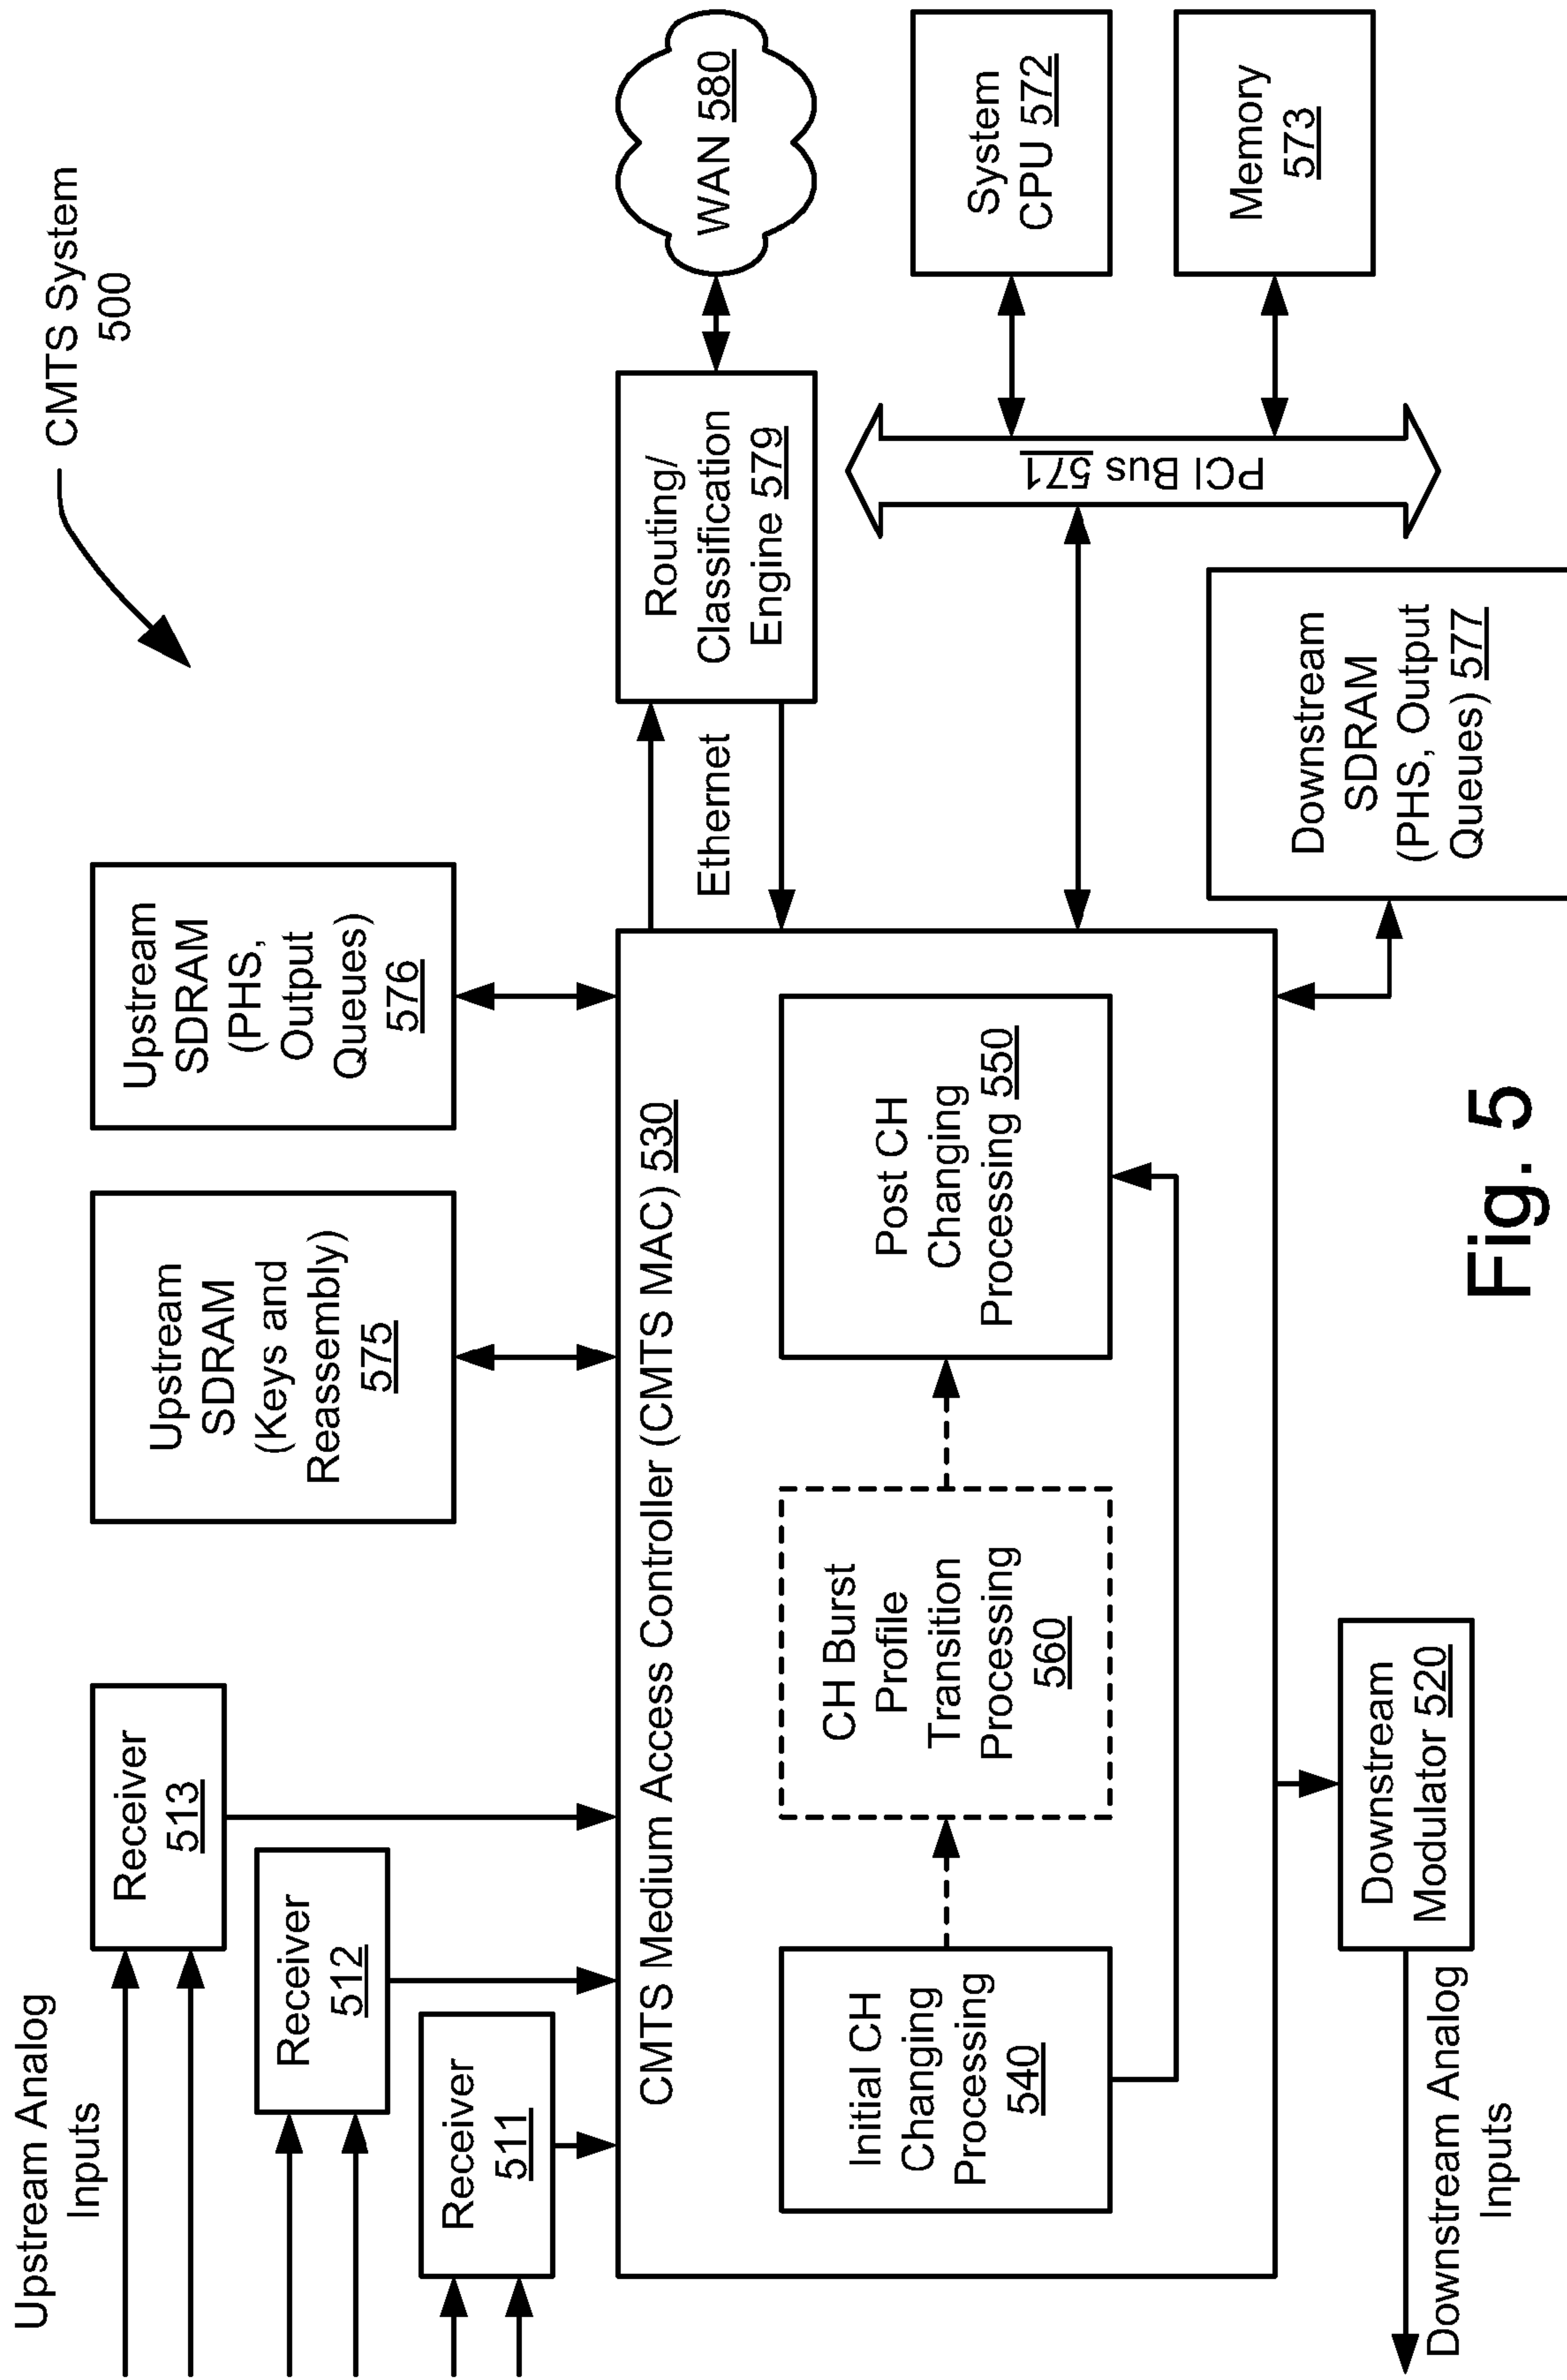 CMTS System
500
Upstream Analog
Inputs
Receiver
513
Receiver
512
Receiver
511
Upstream
SDRAM
(Keys and
Reassembly)
575
Upstream
SDRAM
(PHS,
Output
Queues)
576
CMTS Medium Access Controller (CMTS MAC) 530
Initial CH
Changing
Processing
540
CH Burst
Profile
Transition
Processing
560
Post CH
Changing
Processing 550
Ethernet
Routing/
Classification
Engine 579
WAN 580
PCI Bus 571
System
CPU 572
Memory
573
Downstream
SDRAM
(PHS, Output
Queues) 577
Downstream
Modulator 520
Downstream Analog
Inputs
Fig. 5